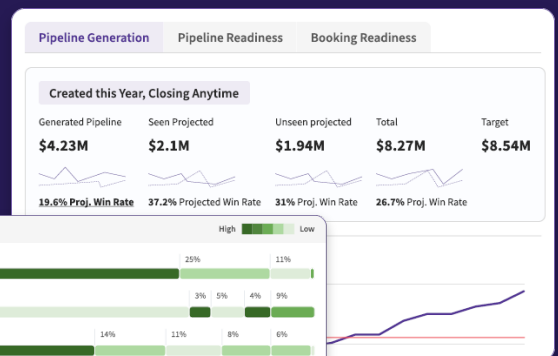 Pipeline Generation Pipeline Readiness Booking Readiness
Created this Year, Closing Anytime
Generated Pipeline Seen Projected Unseen projected Total Target
$4.23M $2.1M $1.94M $8.27M $8.54M
19.6% Proj. Win Rate 37.2% Projected Win Rate 31% Proj. Win Rate 26.7% Proj. Win Rate
High Low
25% 11%
3% 5% 4% 9%
14% 11% 8% 6%